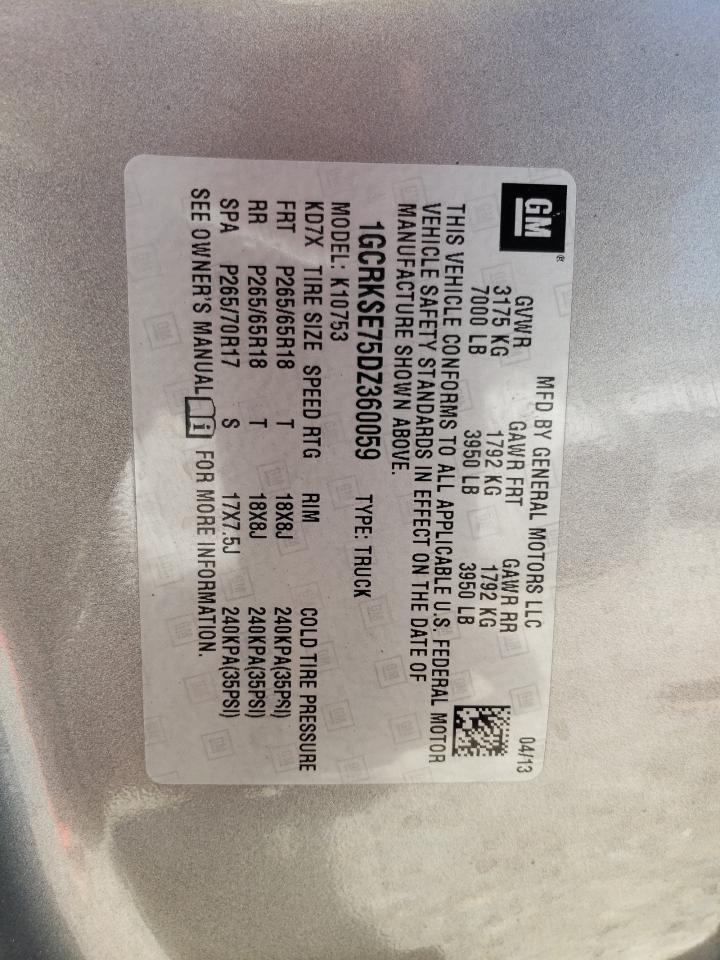 GM®
MFD BY GENERAL MOTORS LLC 04/13
GVWR GAWR FRT GAWR RR
3175 KG 1792 KG 1792 KG
7000 LB 3950 LB 3950 LB
THIS VEHICLE CONFORMS TO ALL APPLICABLE U.S. FEDERAL MOTOR
VEHICLE SAFETY STANDARDS IN EFFECT ON THE DATE OF
MANUFACTURE SHOWN ABOVE.
1GCRKSE75DZ360059 TYPE: TRUCK
MODEL: K10753
KD7X TIRE SIZE SPEED RTG RIM COLD TIRE PRESSURE
FRT P265/65R18 T 18X8J 240KPA(35PSI)
RR P265/65R18 T 18X8J 240KPA(35PSI)
SPA P265/70R17 S 17X7.5J 240KPA(35PSI)
SEE OWNER'S MANUAL i FOR MORE INFORMATION.